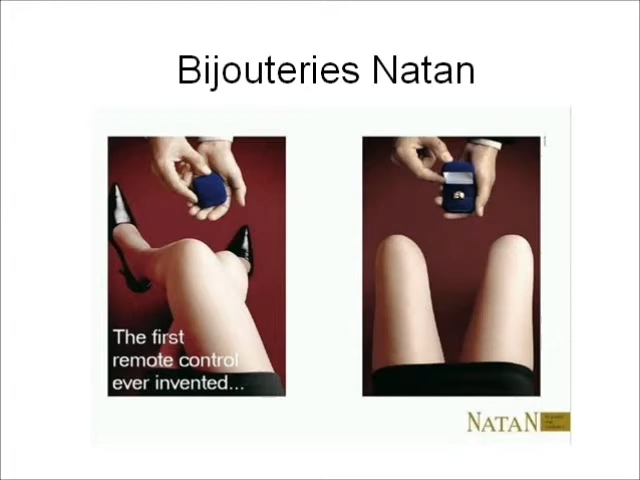 Bijouteries Natan
The first
remote control
ever invented...
NATAN